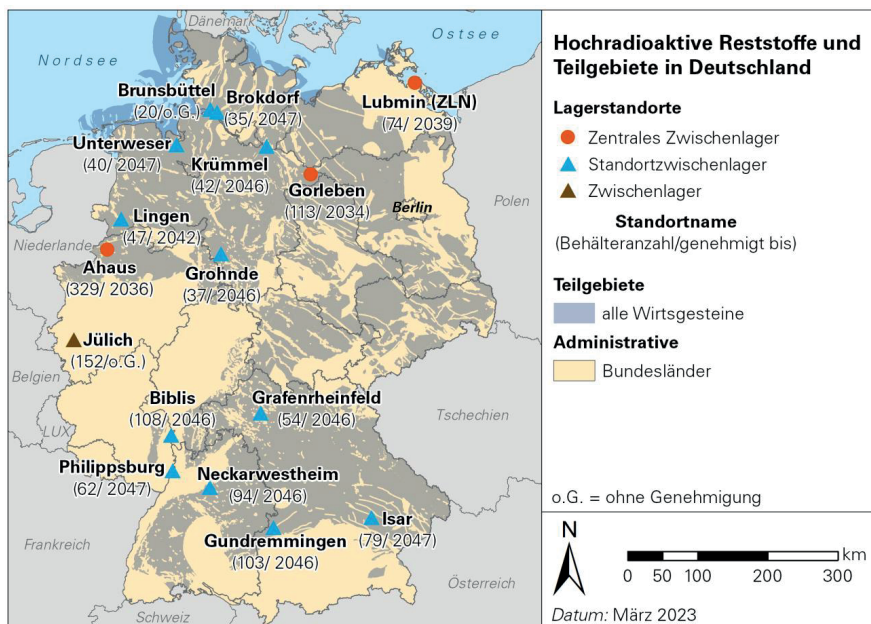 Dänemark
Nordsee
Ostsee
Brunsbüttel
(20/o.G.)
Brokdorf
(35/ 2047)
Lubmin (ZLN)
(74/ 2039)
Unterweser
(40/ 2047)
Krümmel
(42/ 2046)
Gorleben
(113/ 2034)
Berlin
Polen
Lingen
(47/ 2042)
Niederlande
Ahaus
(329/ 2036)
Grohnde
(37/ 2046)
Jülich
(152/o.G.)
Belgien
Biblis
(108/ 2046)
Grafenrheinfeld
(54/ 2046)
Tschechien
LUX
Philippsburg
(62/ 2047)
Neckarwestheim
(94/ 2046)
Isar
(79/ 2047)
Gundremmingen
(103/ 2046)
Frankreich
Österreich
Schweiz
Hochradioaktive Reststoffe und
Teilgebiete in Deutschland
Lagerstandorte
Zentrales Zwischenlager
Standortzwischenlager
Zwischenlager
Standortname
(Behälteranzahl/genehmigt bis)
Teilgebiete
alle Wirtsgesteine
Administrative
Bundesländer
o.G. = ohne Genehmigung
N
km
0 50 100 200 300
Datum: März 2023